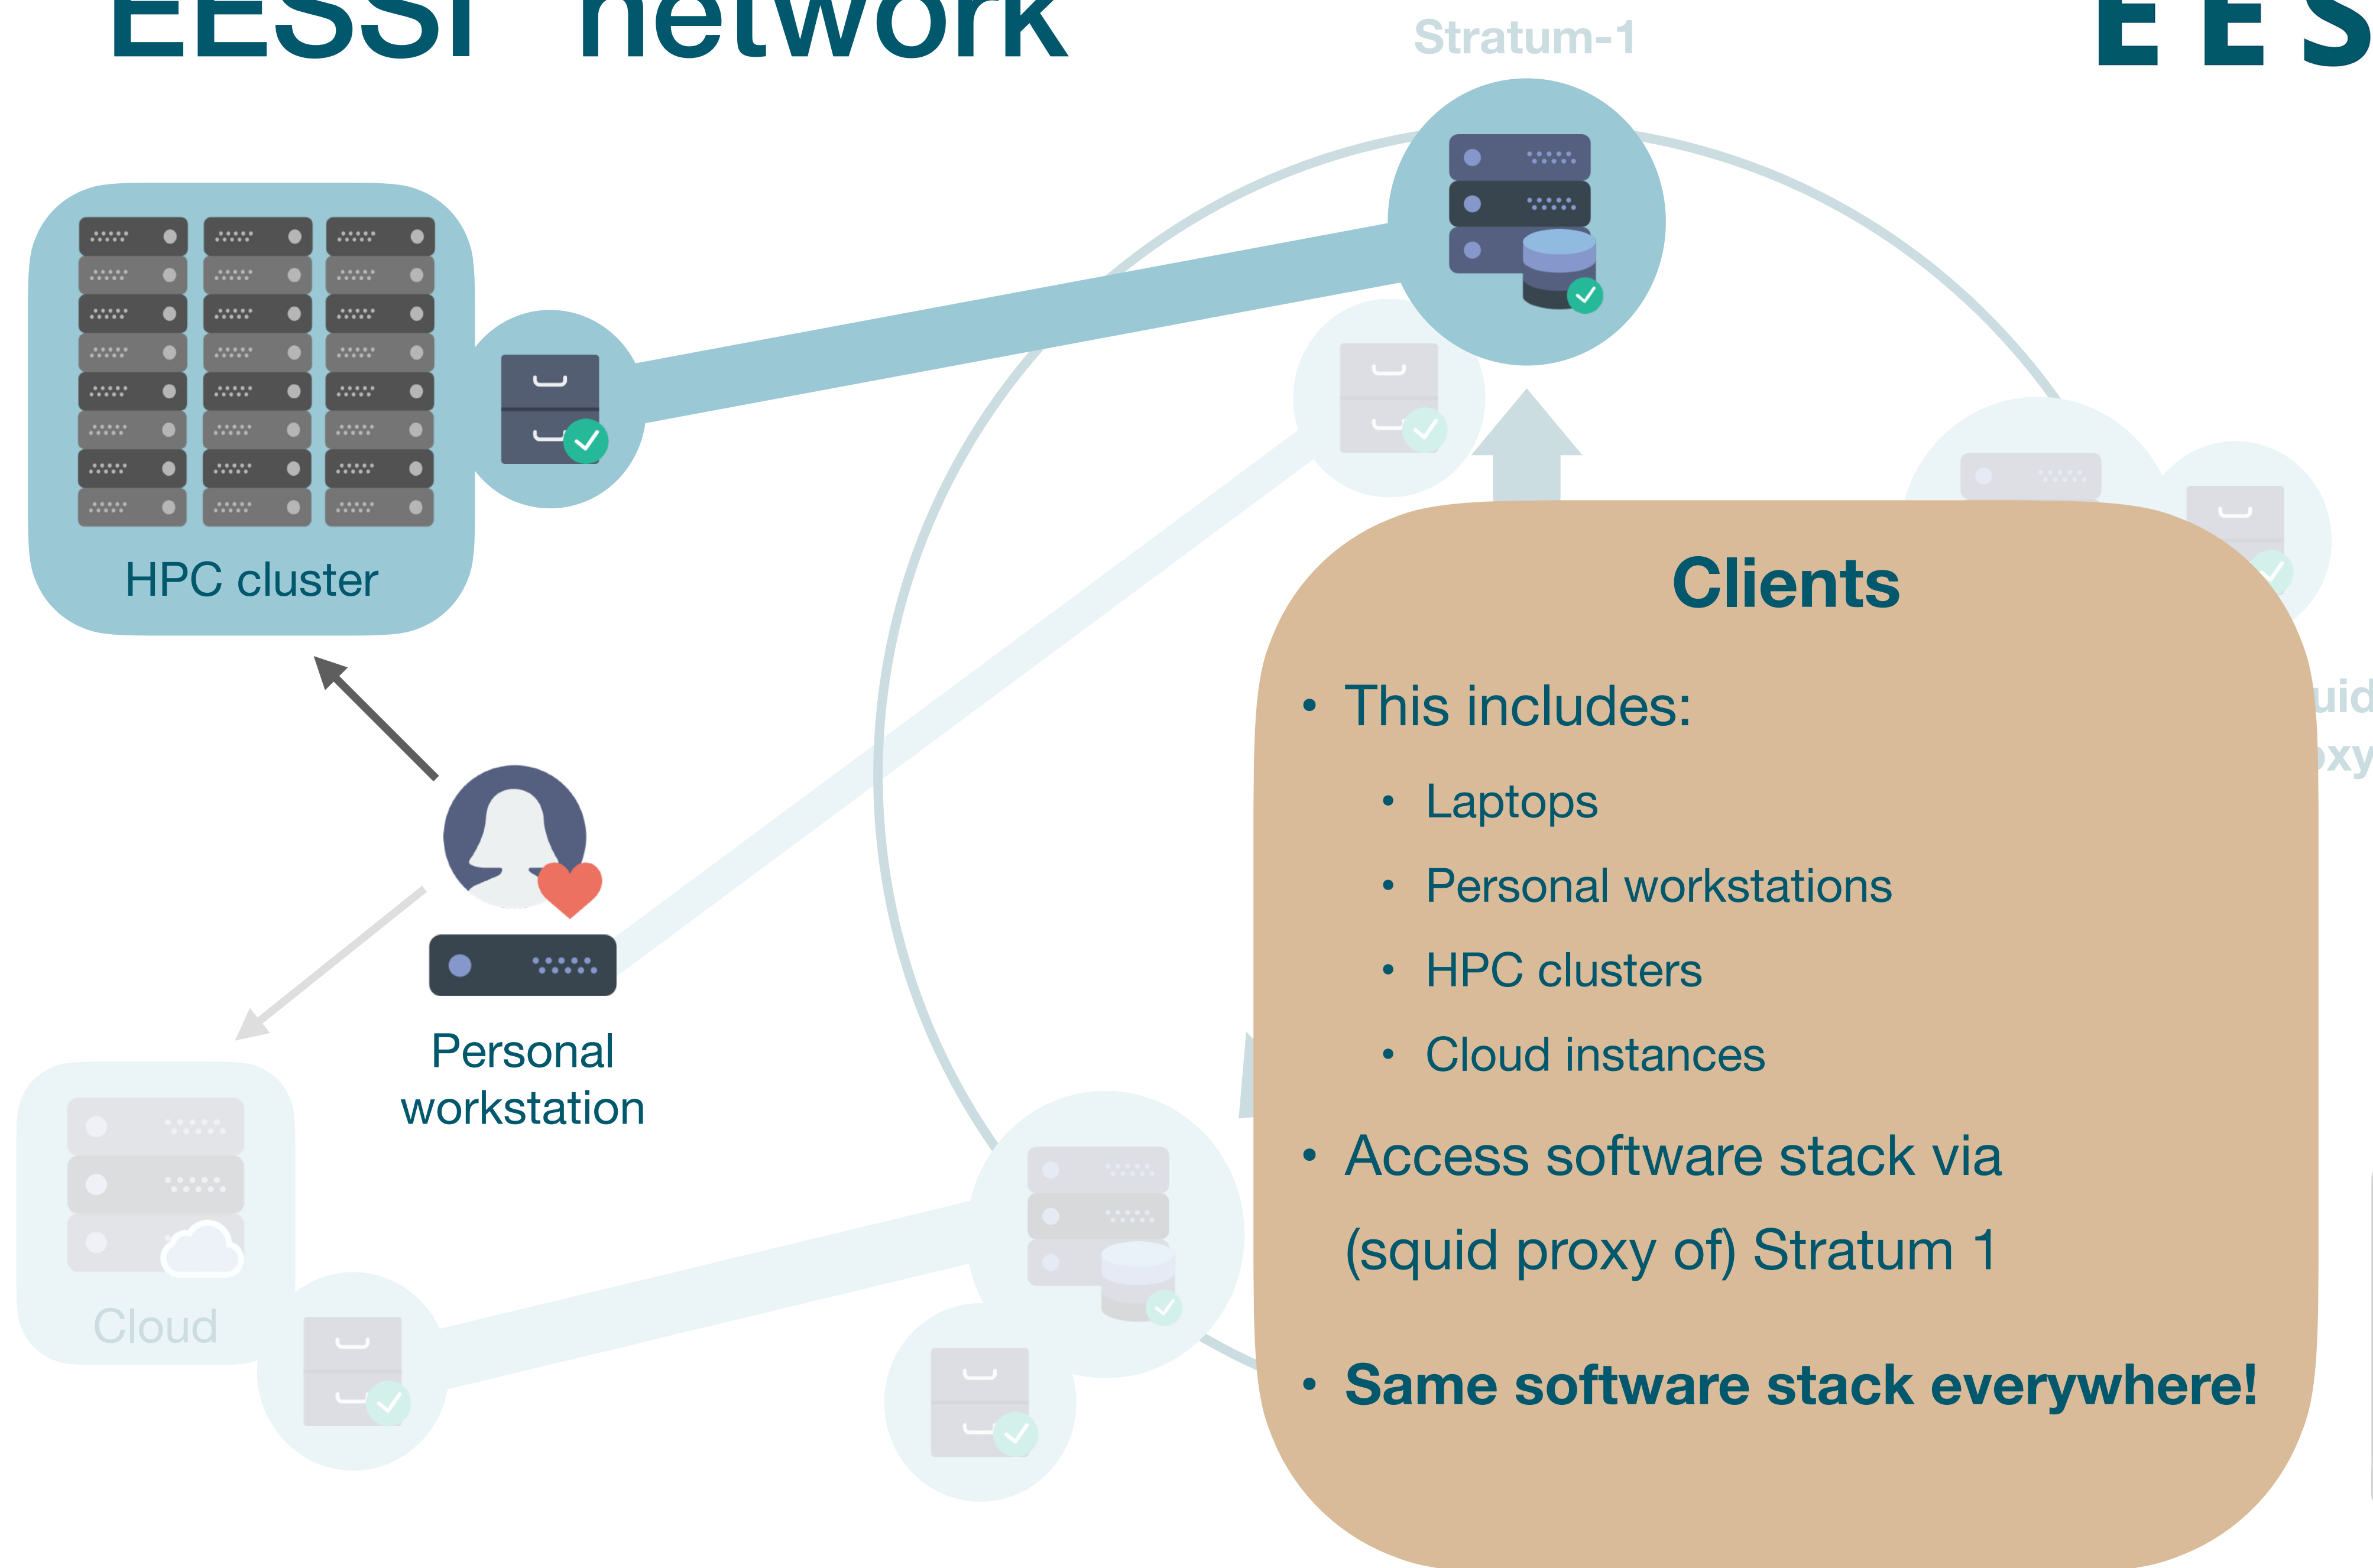 EESSI network
EES
Stratum-1
HPC cluster
Clients
• This includes:
• Laptops
• Personal workstations
• HPC clusters
• Cloud instances
• Access software stack via
(squid proxy of) Stratum 1
• Same software stack everywhere!
Personal
workstation
Cloud